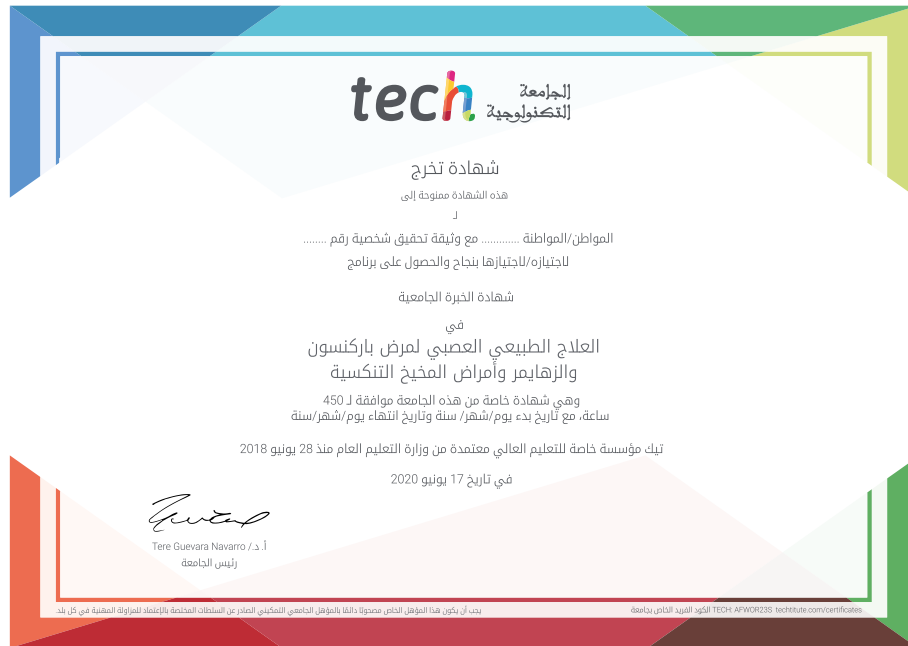 tech الجامعة
التكنولوجية
شهادة تخرج
هذه الشهادة ممنوحة إلى
لـ
المواطن/المواطنة ............. مع وثيقة تحقيق شخصية رقم ........
لاجتيازه/لاجتيازها بنجاح والحصول على برنامج
شهادة الخبرة الجامعية
في
العلاج الطبيعي العصبي لمرض باركنسون
والزهايمر وأمراض المخيخ التنكسية
وهي شهادة خاصة من هذه الجامعة موافقة لـ 450
ساعة، مع تاريخ بدء يوم/شهر/ سنة وتاريخ انتهاء يوم/شهر/سنة
تيك مؤسسة خاصة للتعليم العالي معتمدة من وزارة التعليم العام منذ 28 يونيو 2018
في تاريخ 17 يونيو 2020
أ. د./ Tere Guevara Navarro
رئيس الجامعة
يجب أن يكون هذا المؤهل الخاص مصحوبًا دائمًا بالمؤهل الجامعي التمكيني الصادر عن السلطات المختصة بالإعتماد للمزاولة المهنية في كل بلد.
الكود الفريد الخاص بجامعة TECH: AFWOR23S techtitute.com/certificates